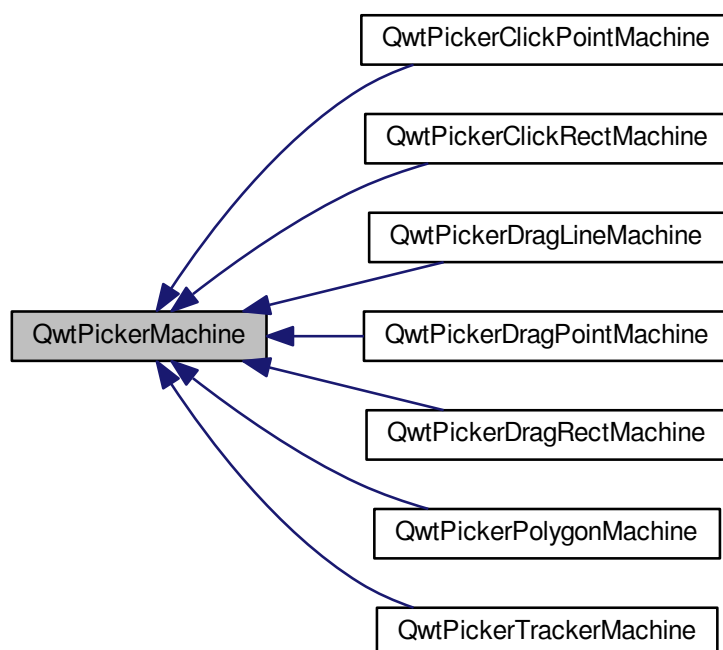 QwtPickerClickPointMachine
QwtPickerClickRectMachine
QwtPickerDragLineMachine
QwtPickerMachine
QwtPickerDragPointMachine
QwtPickerDragRectMachine
QwtPickerPolygonMachine
QwtPickerTrackerMachine